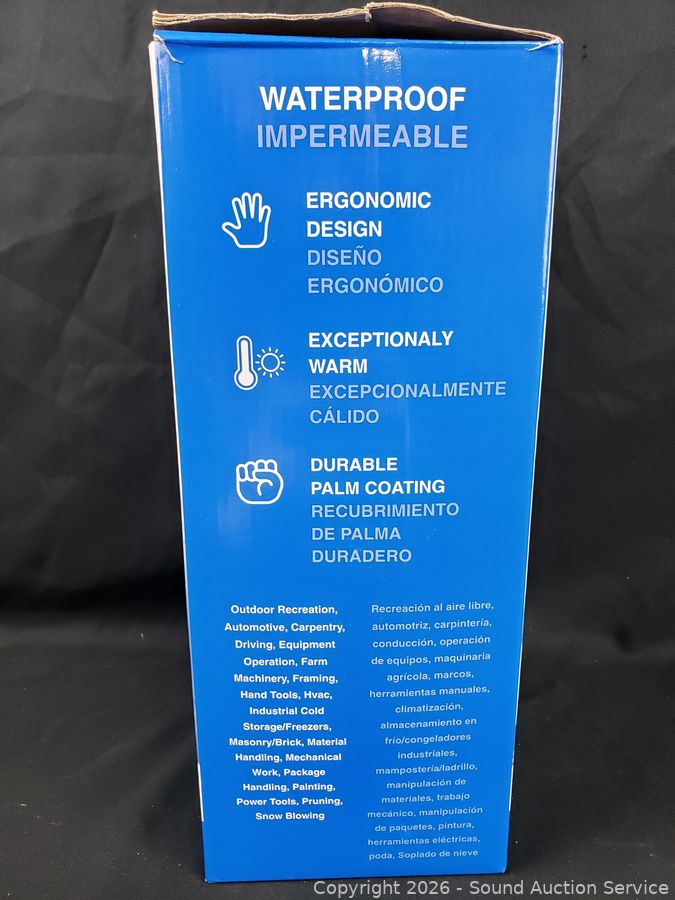 WATERPROOF
IMPERMEABLE
ERGONOMIC
DESIGN
DISEÑO
ERGONÓMICO
EXCEPTIONALY
WARM
EXCEPCIONALMENTE
CÁLIDO
DURABLE
PALM COATING
RECUBRIMIENTO
DE PALMA
DURADERO
Outdoor Recreation,
Automotive, Carpentry,
Driving, Equipment
Operation, Farm
Machinery, Framing,
Hand Tools, Hvac,
Industrial Cold
Storage/Freezers,
Masonry/Brick, Material
Handling, Mechanical
Work, Package
Handling, Painting,
Power Tools, Pruning,
Snow Blowing
Recreación al aire libre,
automotriz, carpintería,
conducción, operación
de equipos, maquinaria
agrícola, marcos,
herramientas manuales,
climatización,
almacenamiento en
frío/congeladores
industriales,
mampostería/ladrillo,
manipulación de
materiales, trabajo
mecánico, manipulación
de paquetes, pintura,
herramientas eléctricas,
poda, Soplado de nieve
Copyright 2026 - Sound Auction Service